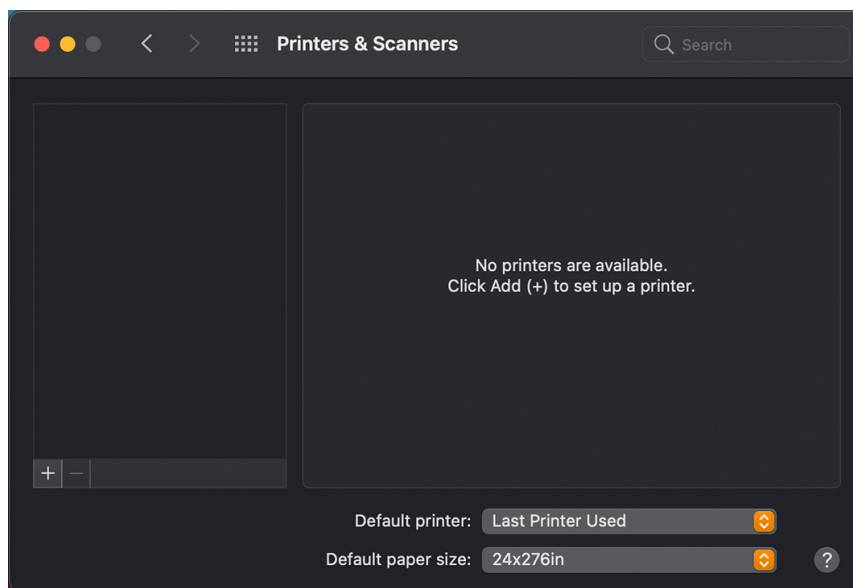 Printers & Scanners
Search
No printers are available.
Click Add (+) to set up a printer.
+ −
Default printer: Last Printer Used
Default paper size: 24x276in
?